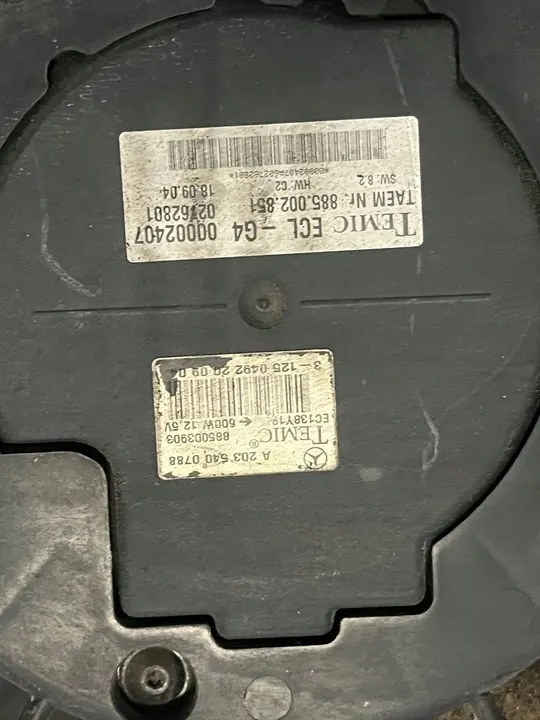 TEMIC ECL -G4 00002407
TAEM Nr. 885.002.851 02762801
HW: C2 18.09.04.
SW: 8.2
A 203 540 0788
TEMIC® 885003903
EC138Y19 600W 12.5V
3-125 0492 20 09 04